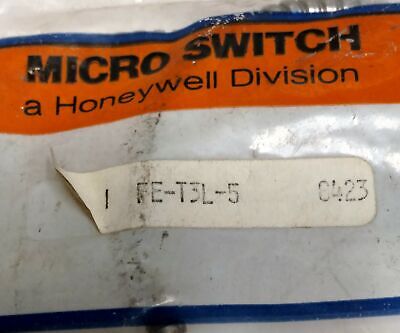 MICRO SWITCH
a Honeywell Division
1 FE-T3L-5 8423